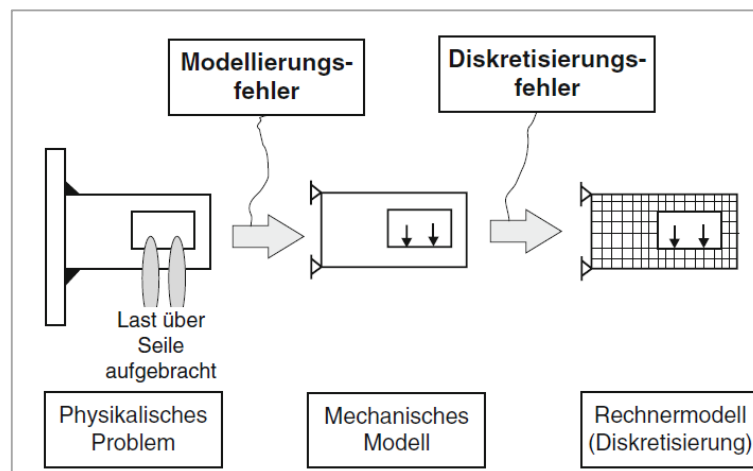 Modellierungs-
fehler
Diskretisierungs-
fehler
Last über
Seile
aufgebracht
Physikalisches
Problem
Mechanisches
Modell
Rechnermodell
(Diskretisierung)